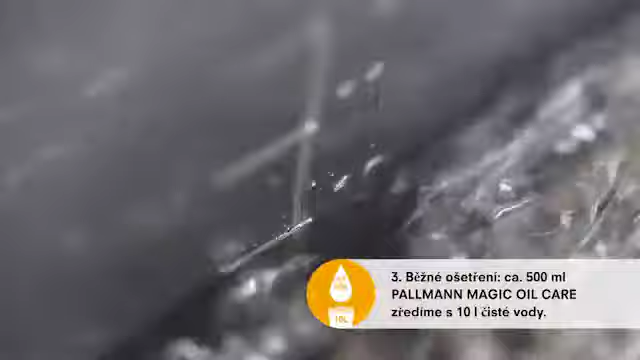 3. Běžné ošetření: ca. 500 ml
PALLMANN MAGIC OIL CARE
zředíme s 10 l čisté vody.
10L